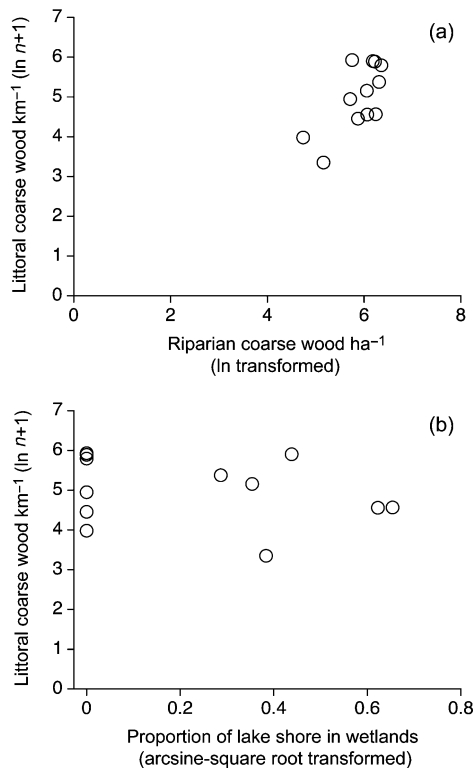 (a)
7
6
5
4
3
2
1
0
Littoral coarse wood km⁻¹ (ln n+1)
0 2 4 6 8
Riparian coarse wood ha⁻¹
(ln transformed)
(b)
7
6
5
4
3
2
1
0
Littoral coarse wood km⁻¹ (ln n+1)
0 0.2 0.4 0.6 0.8
Proportion of lake shore in wetlands
(arcsine-square root transformed)